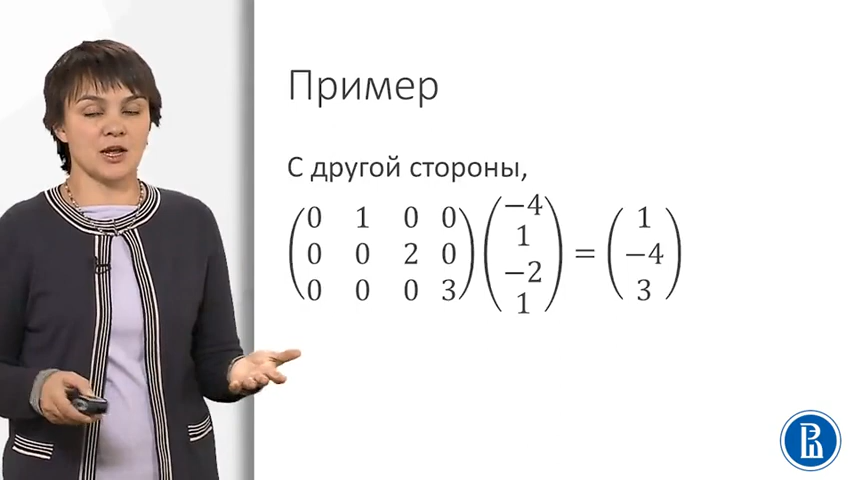 Пример
С другой стороны,
(0 1 0 0
0 0 2 0
0 0 0 3) (−4
1
−2
1) = (1
−4
3)